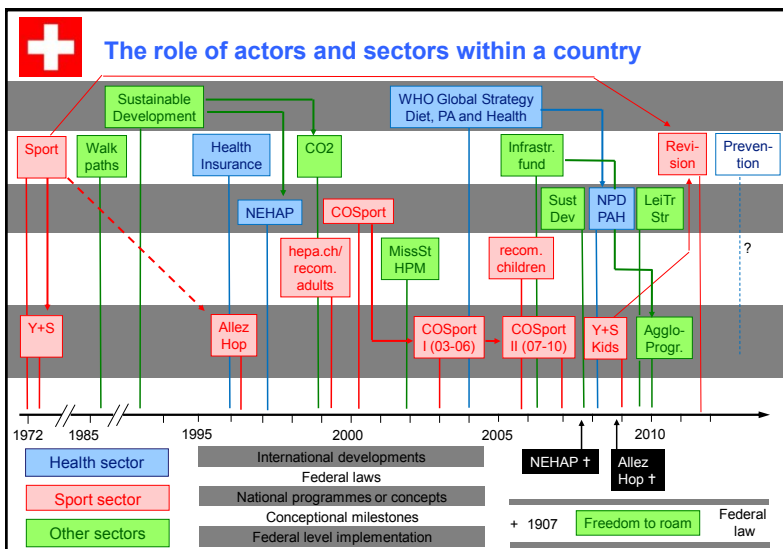 The role of actors and sectors within a country
Sustainable
Development
WHO Global Strategy
Diet, PA and Health
Sport
Walk
paths
Health
Insurance
CO2
Infrastr.
fund
Revi-
sion
Preven-
tion
NEHAP
COSport
Sust
Dev
NPD
PAH
LeiTr
Str
hepa.ch/
recom.
adults
MissSt
HPM
recom.
children
?
Y+S
Allez
Hop
COSport
I (03-06)
COSport
II (07-10)
Y+S
Kids
Agglo-
Progr.
1972
1985
1995
2000
2005
2010
NEHAP †
Allez
Hop †
Health sector
Sport sector
Other sectors
International developments
Federal laws
National programmes or concepts
Conceptual milestones
Federal level implementation
+ 1907
Freedom to roam
Federal
law